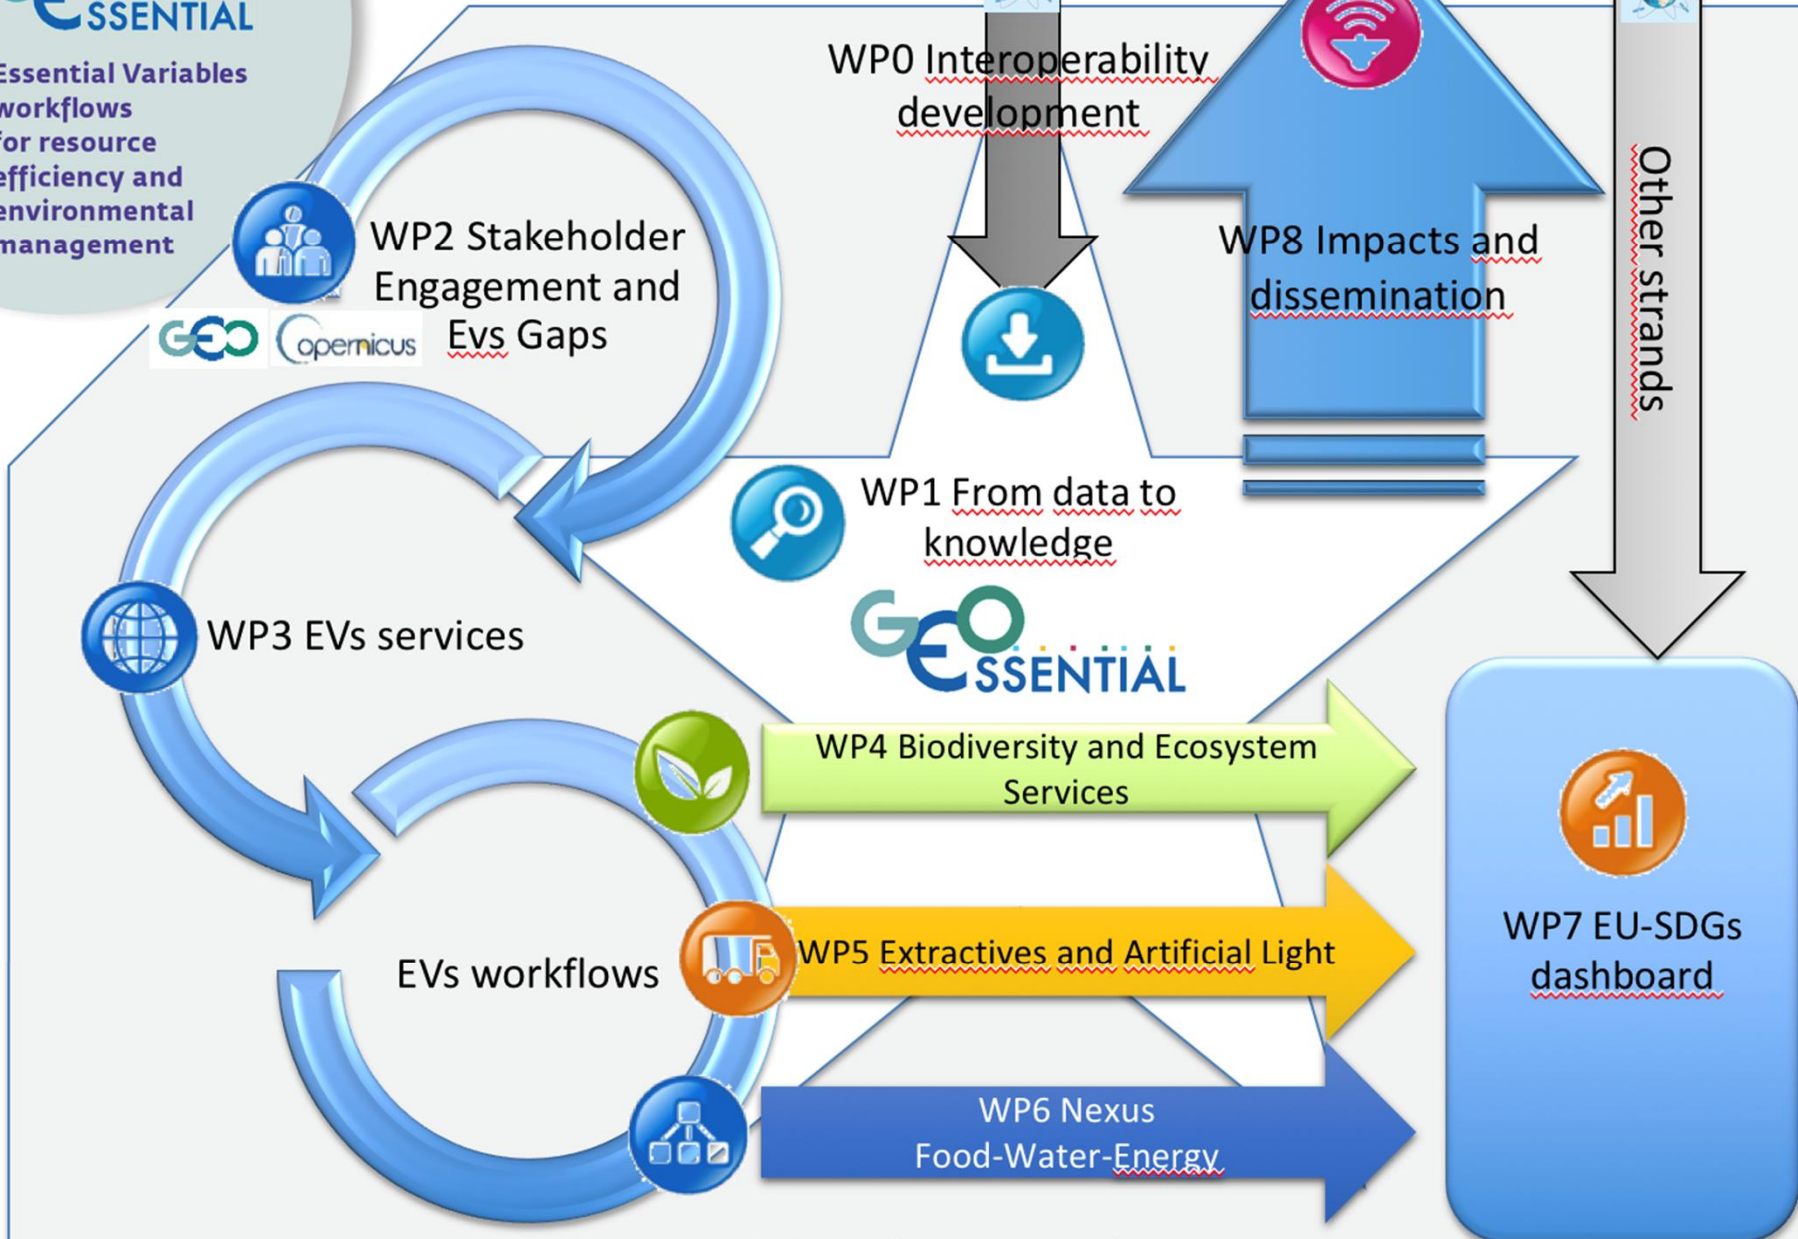 GEO ESSENTIAL
Essential Variables
workflows
for resource
efficiency and
environmental
management
WP0 Interoperability
development
WP2 Stakeholder
Engagement and
Evs Gaps
GEO
Copernicus
WP8 Impacts and
dissemination
Other strands
WP1 From data to
knowledge
GEO ESSENTIAL
WP3 EVs services
WP4 Biodiversity and Ecosystem
Services
EVs workflows
WP5 Extractives and Artificial Light
WP6 Nexus
Food-Water-Energy
WP7 EU-SDGs
dashboard